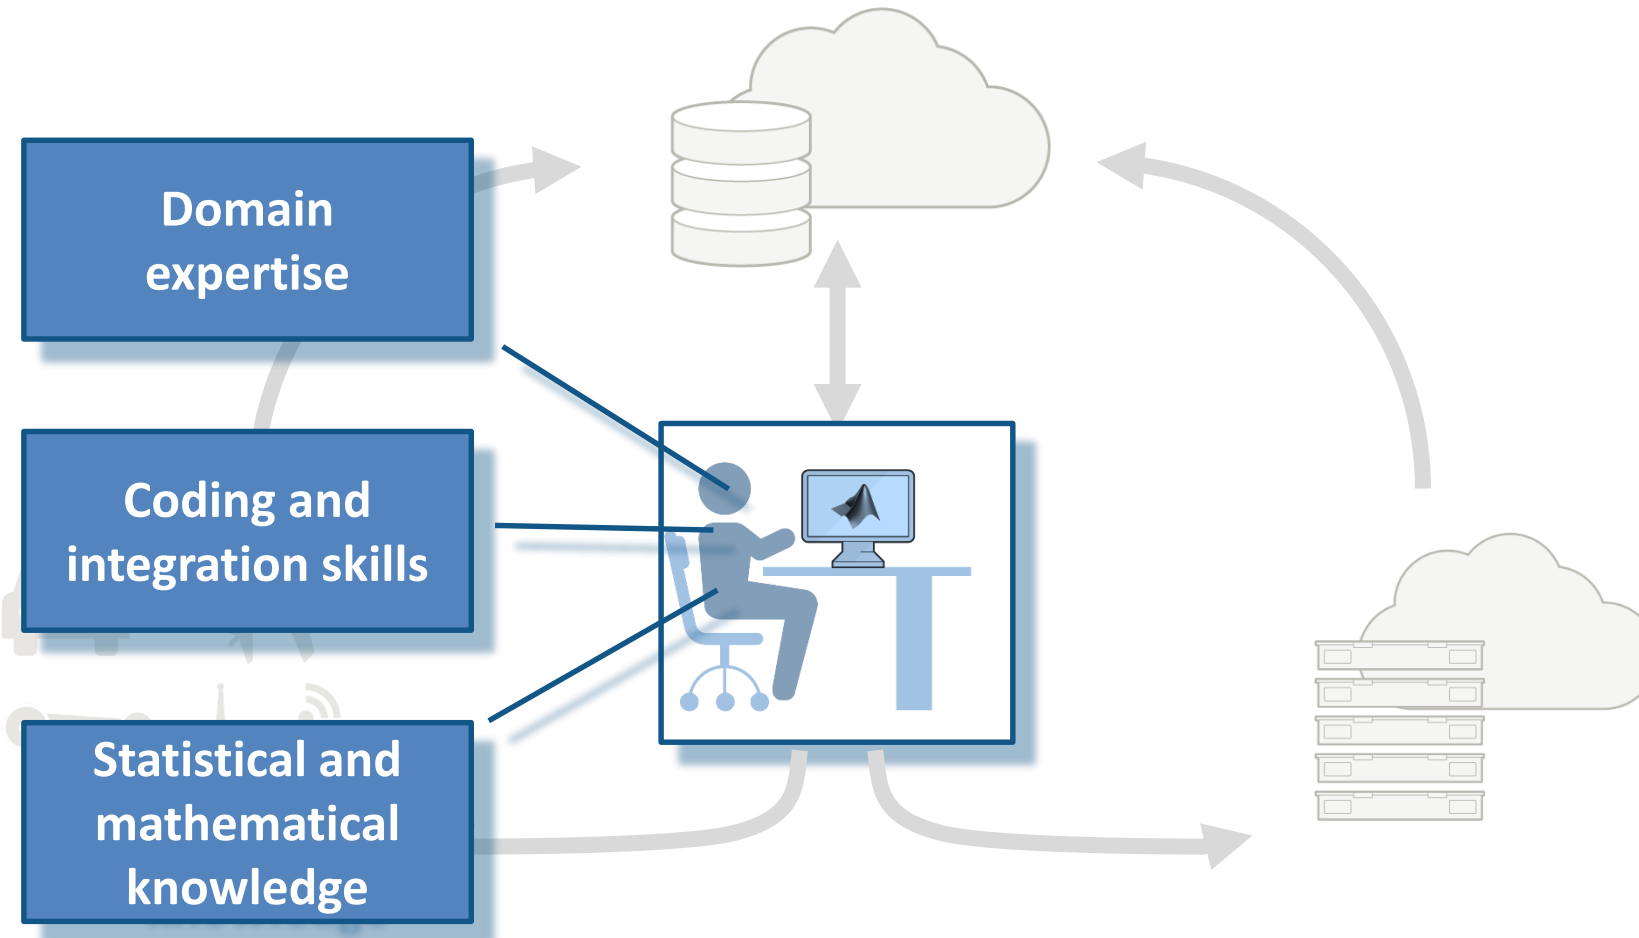 Domain
expertise
Coding and
integration skills
Statistical and
mathematical
knowledge